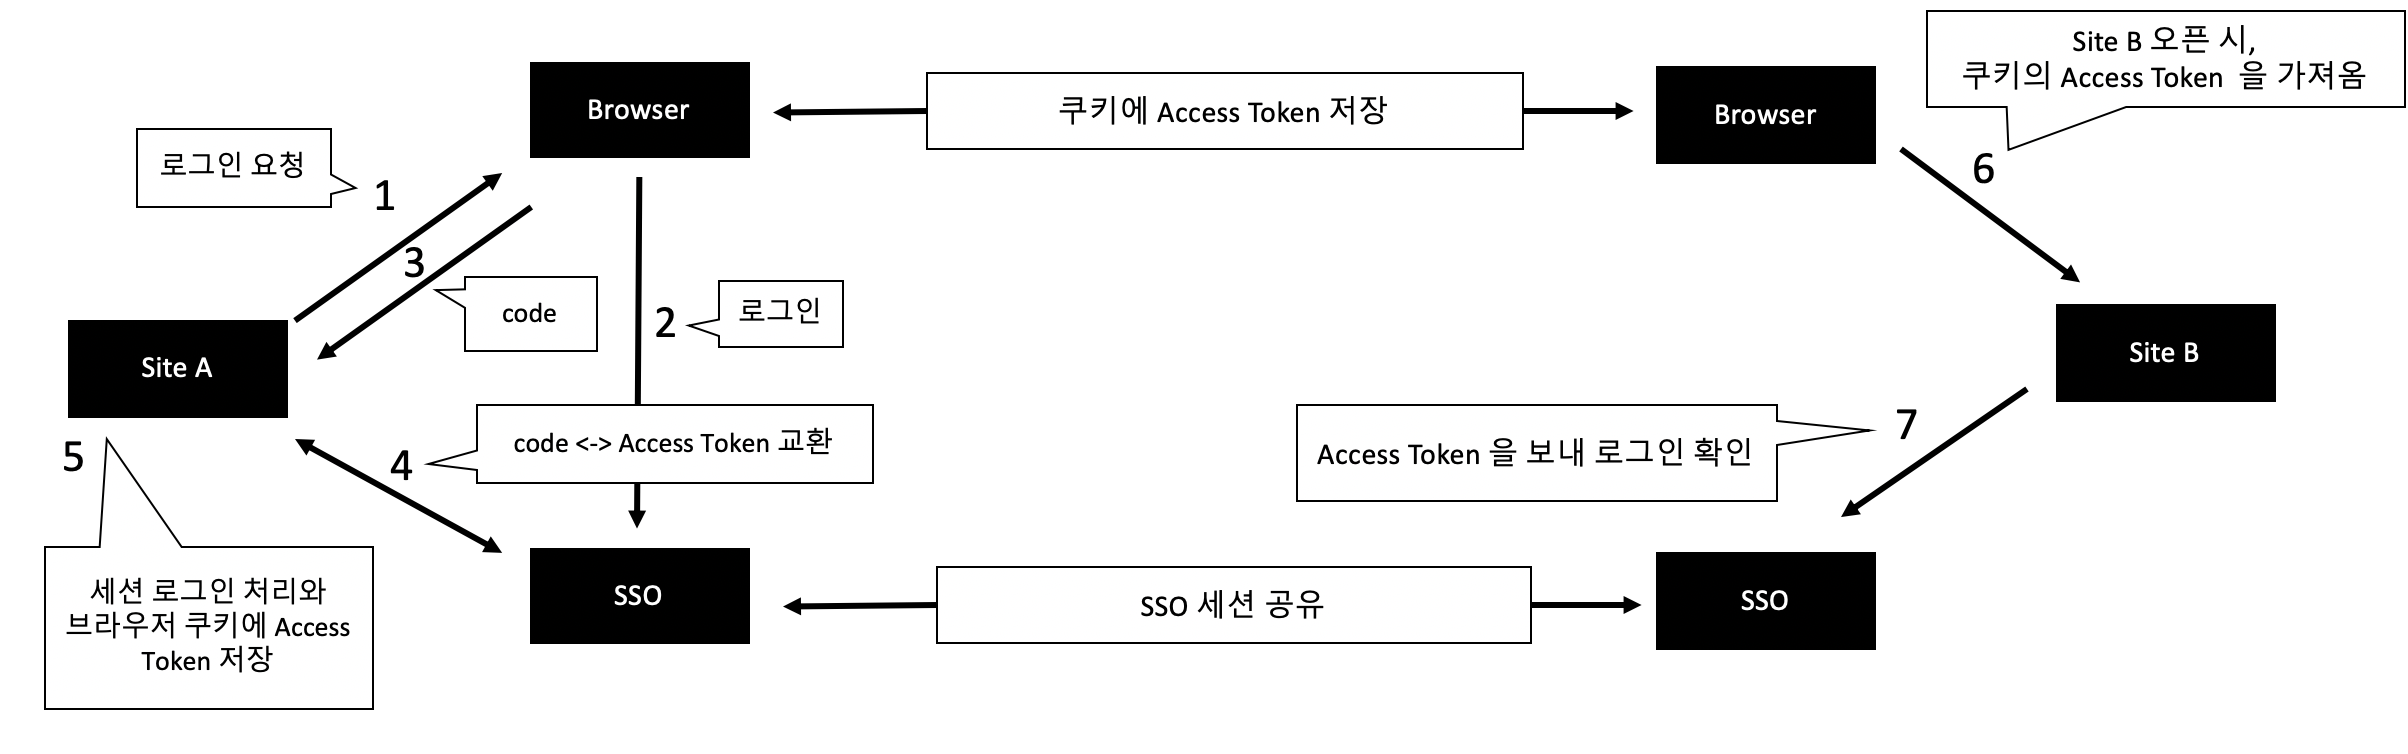 Site B 오픈 시,
쿠키의 Access Token 을 가져옴
Browser
쿠키에 Access Token 저장
Browser
로그인 요청
1
6
3
code
2
로그인
Site A
Site B
code <-> Access Token 교환
4
5
Access Token 을 보내 로그인 확인
7
세션 로그인 처리와
브라우저 쿠키에 Access
Token 저장
SSO
SSO 세션 공유
SSO